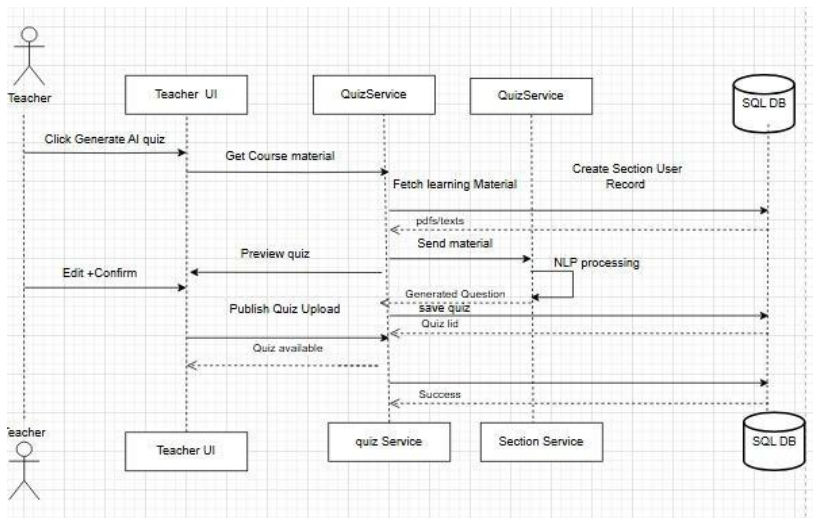 Teacher
Teacher UI
QuizService
QuizService
SQL DB
Click Generate AI quiz
Get Course material
Fetch learning Material
Create Section User
Record
pdfs/texts
Send material
Preview quiz
NLP processing
Edit +Confirm
Generated Question
Publish Quiz Upload
save quiz
Quiz lid
Quiz available
Success
eacher
Teacher UI
quiz Service
Section Service
SQL DB